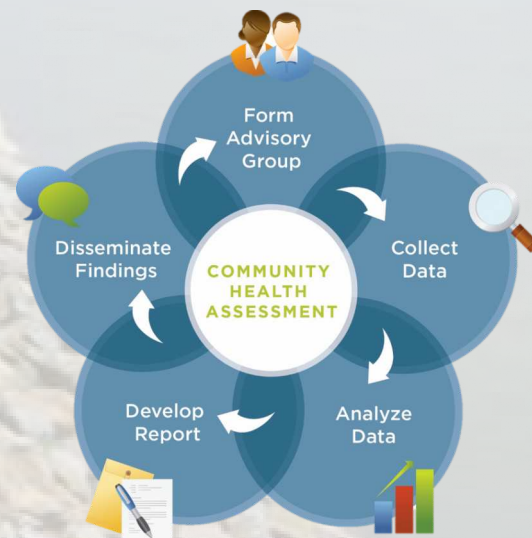 Form
Advisory
Group
Collect
Data
Analyze
Data
Develop
Report
Disseminate
Findings
COMMUNITY
HEALTH
ASSESSMENT